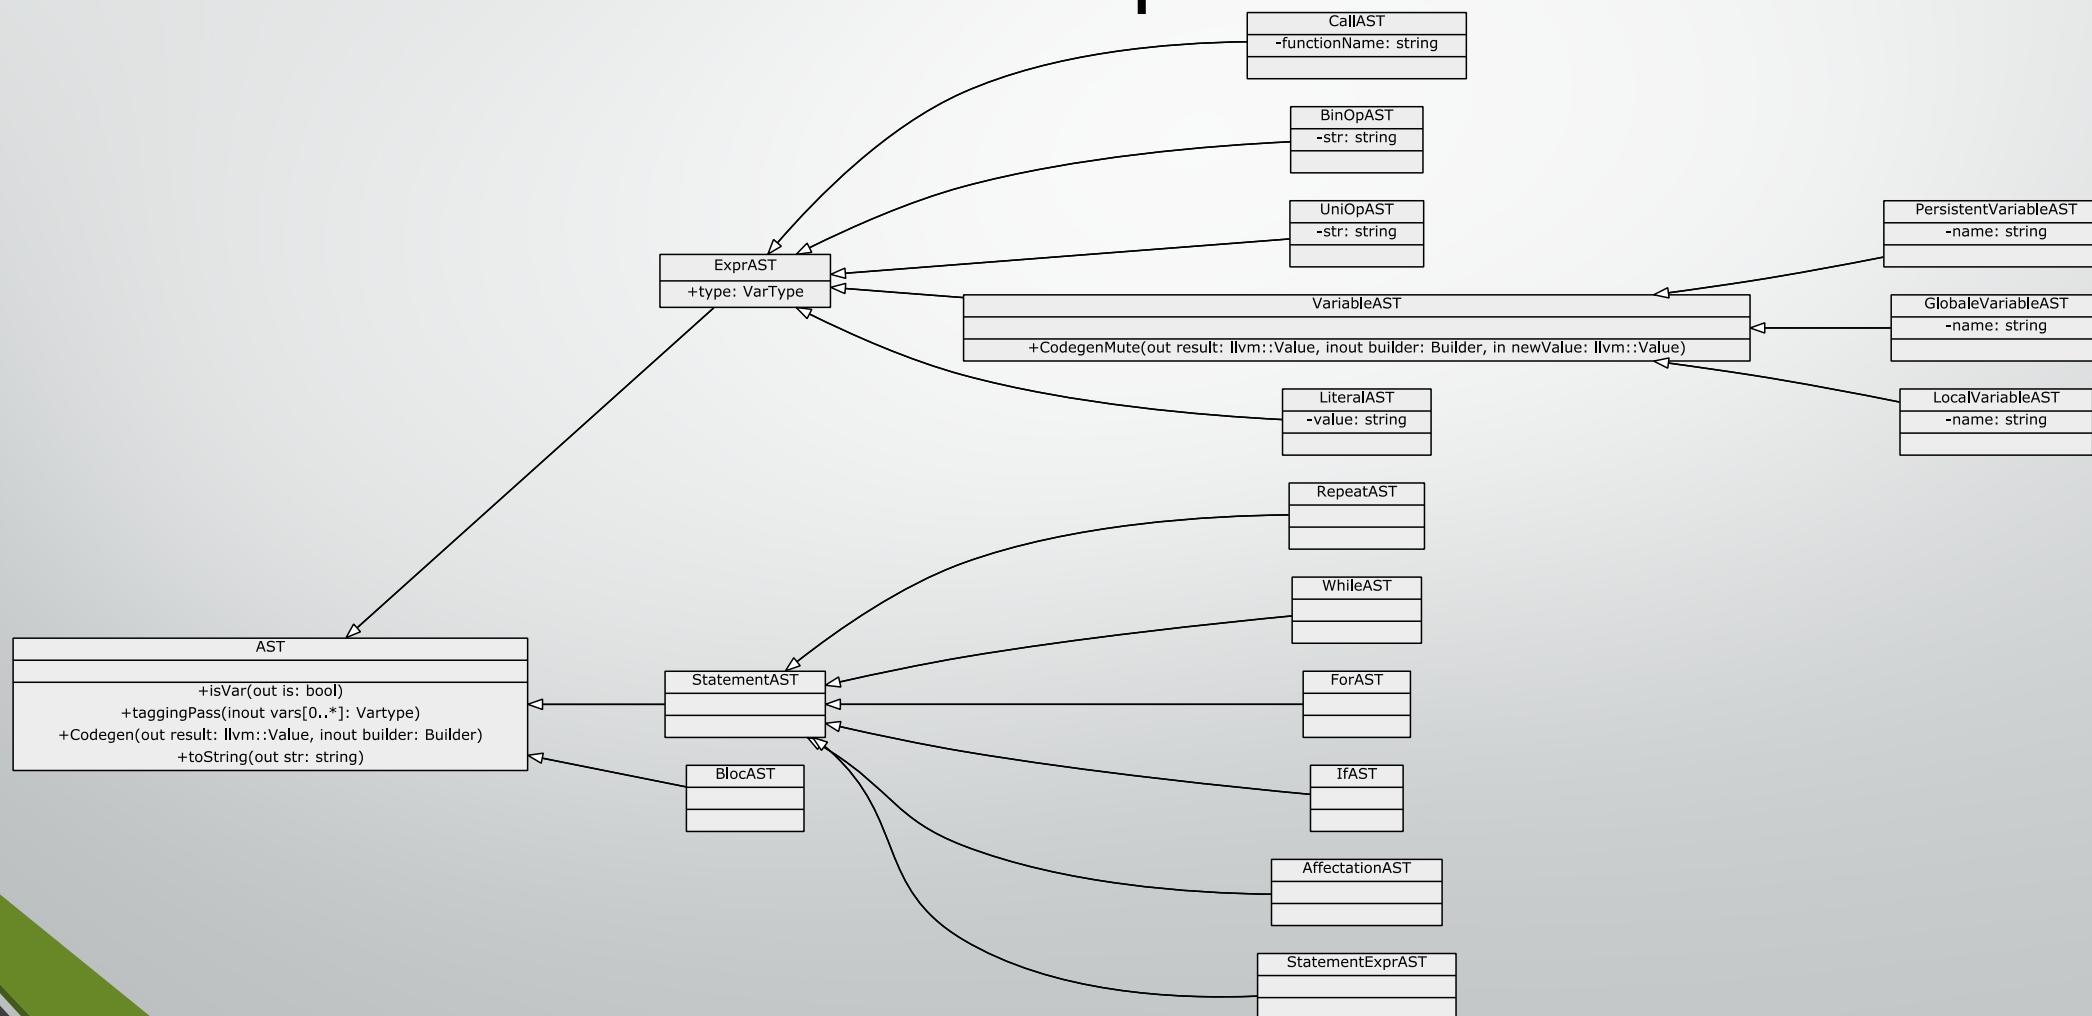 CallAST
-functionName: string
BinOpAST
-str: string
UniOpAST
-str: string
PersistentVariableAST
-name: string
ExprAST
+type: VarType
VariableAST
+CodegenMute(out result: llvm::Value, inout builder: Builder, in newValue: llvm::Value)
GlobaleVariableAST
-name: string
LiteralAST
-value: string
LocalVariableAST
-name: string
RepeatAST
WhileAST
AST
+isVar(out is: bool)
+taggingPass(inout vars[0..*]: Vartype)
+Codegen(out result: llvm::Value, inout builder: Builder)
+toString(out str: string)
StatementAST
ForAST
BlocAST
IfAST
AffectationAST
StatementExprAST